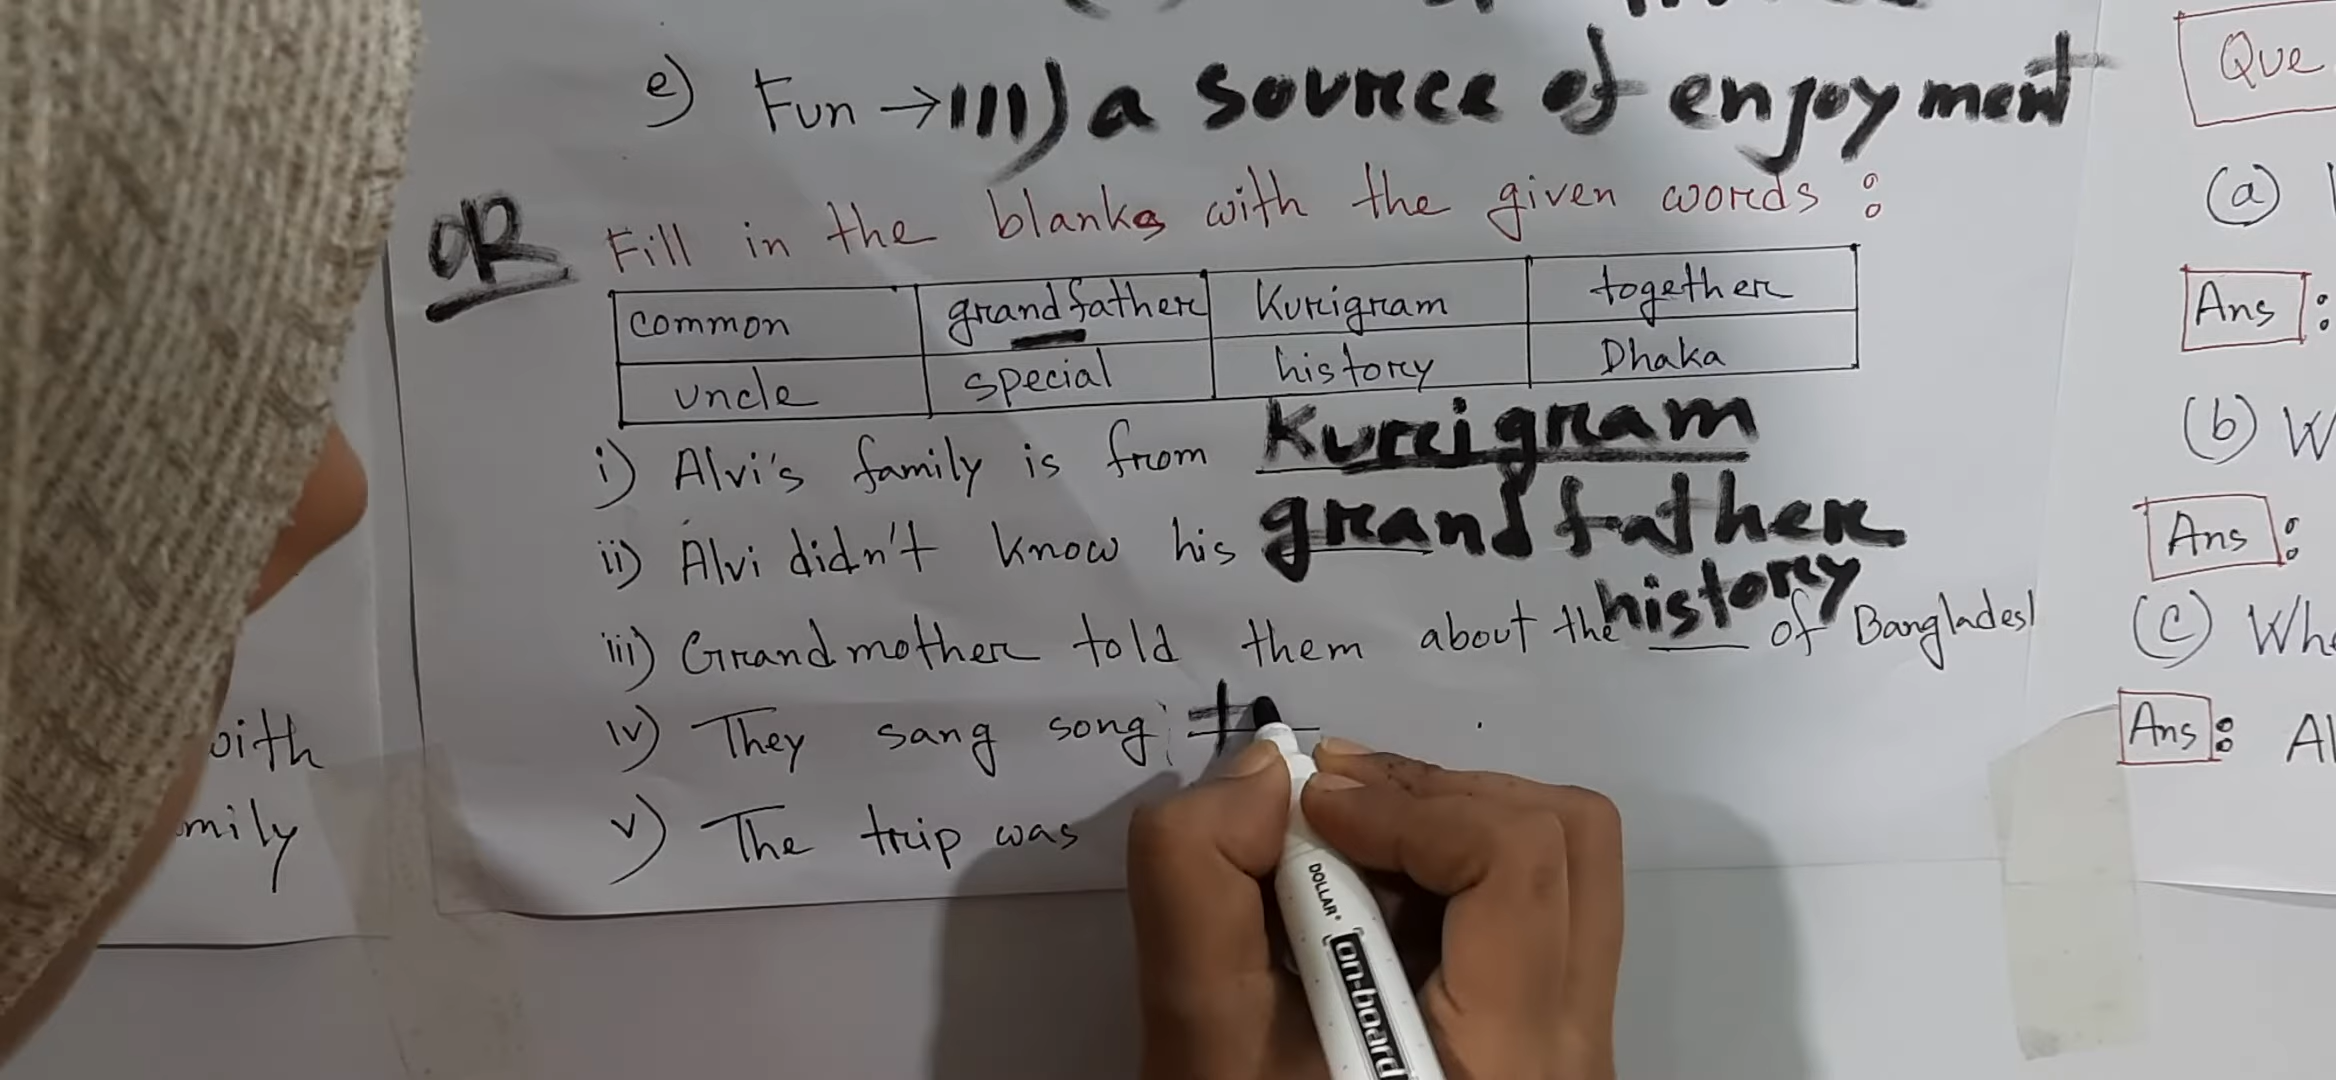 e) Fun → III) a source of enjoyment
OR Fill in the blanks with the given words :
common grandfather Kurigram together
uncle special history Dhaka
i) Alvi's family is from Kurigram
ii) Alvi didn't know his grandfather
iii) Grandmother told them about the history of Bangladesh
iv) They sang song
v) The trip was
with
mily
Que
(a)
Ans :
(b) W
Ans :
(c) Whe
Ans : Al
DOLLAR
on-board